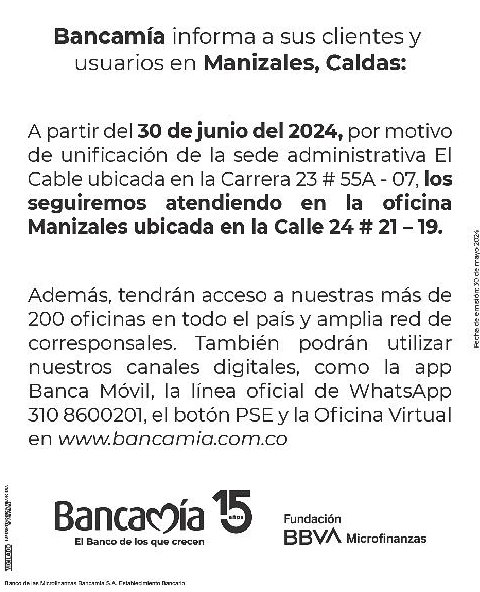 Bancamía informa a sus clientes y
usuarios en Manizales, Caldas:
A partir del 30 de junio del 2024, por motivo
de unificación de la sede administrativa El
Cable ubicada en la Carrera 23 # 55A - 07, los
seguiremos atendiendo en la oficina
Manizales ubicada en la Calle 24 # 21 – 19.
Además, tendrán acceso a nuestras más de
200 oficinas en todo el país y amplia red de
corresponsales. También podrán utilizar
nuestros canales digitales, como la app
Banca Móvil, la línea oficial de WhatsApp
310 8600201, el botón PSE y la Oficina Virtual
en www.bancamia.com.co
Fecha de emisión: 30 de mayo 2024
Bancamía 15
años
El Banco de los que creen
Fundación
BBVA Microfinanzas
VIGILADO
Banco de las Microfinanzas Bancamía S.A. Establecimiento Bancario